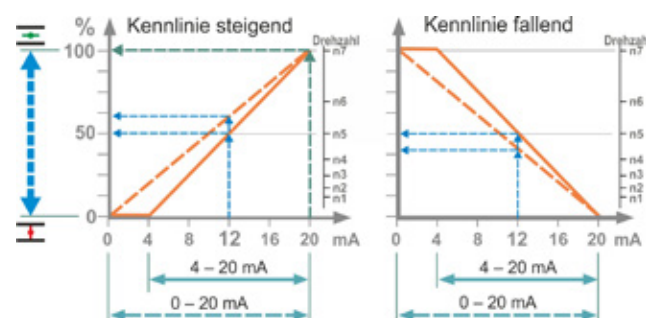 %
Kennlinie steigend
Drehzahl
100
50
0
n7
n6
n5
n4
n3
n2
n1
0 4 8 12 16 20 mA
4 – 20 mA
0 – 20 mA
Kennlinie fallend
Drehzahl
n7
n6
n5
n4
n3
n2
n1
0 4 8 12 16 20 mA
4 – 20 mA
0 – 20 mA